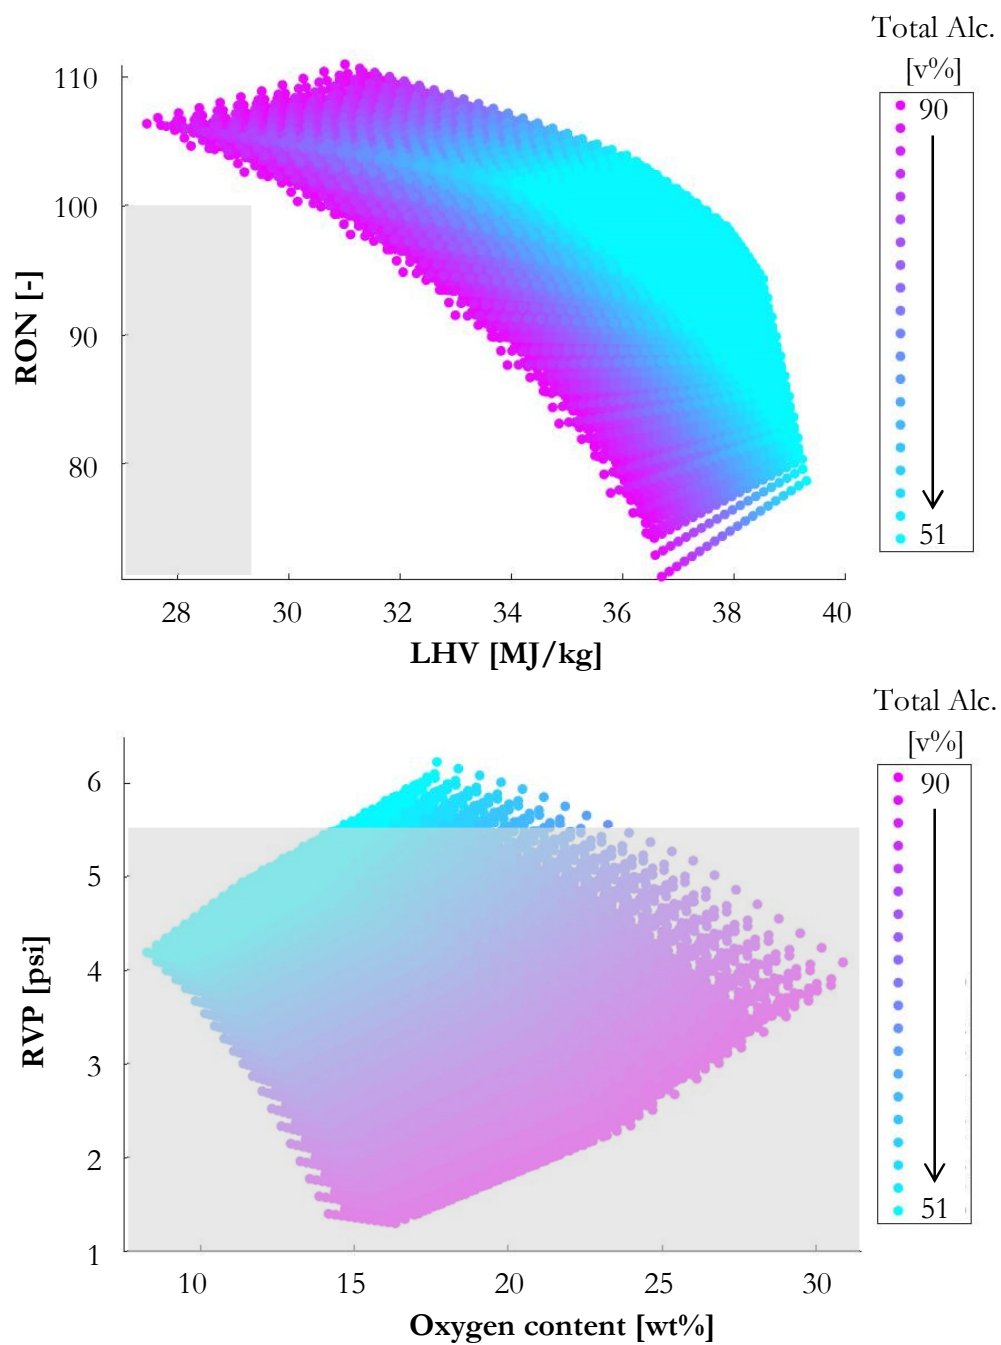 Total Alc.
[v%]
90
51
110
100
90
80
RON [-]
28 30 32 34 36 38 40
LHV [MJ/kg]
Total Alc.
[v%]
90
51
6
5
4
3
2
1
RVP [psi]
10 15 20 25 30
Oxygen content [wt%]